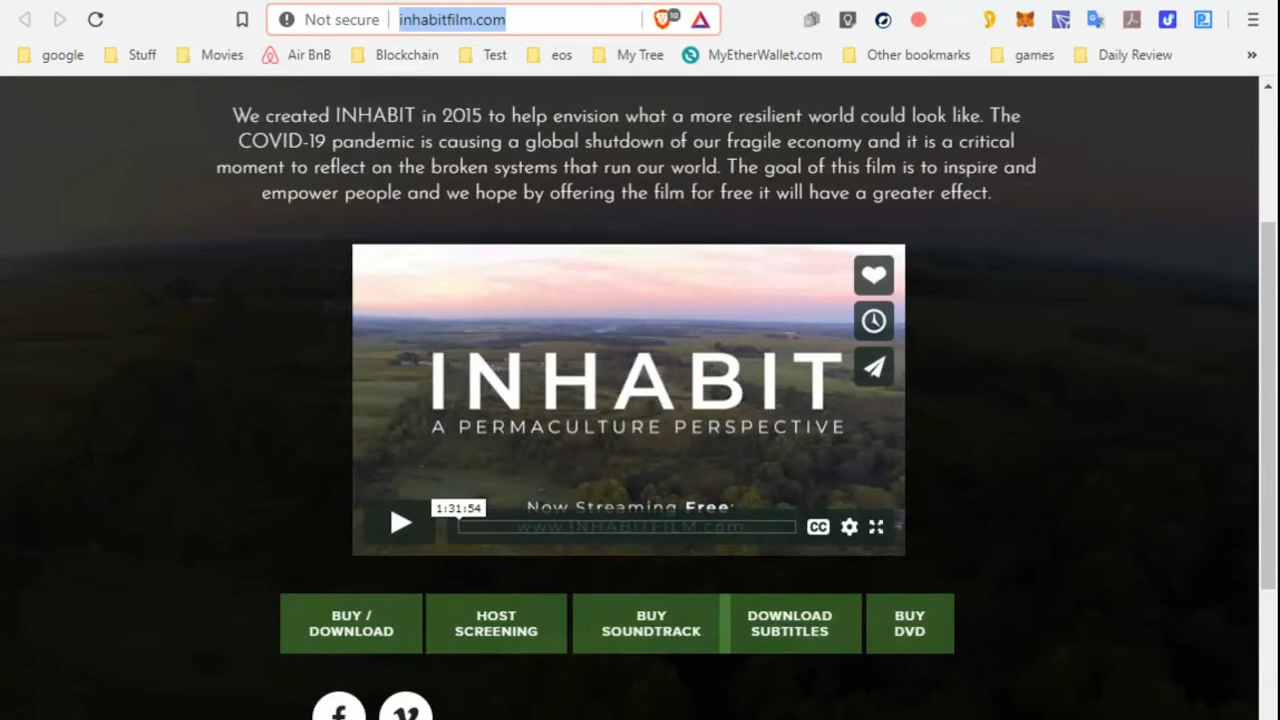 Not secure inhabitfilm.com
google Stuff Movies Air BnB Blockchain Test eos My Tree MyEtherWallet.com Other bookmarks games Daily Review »
We created INHABIT in 2015 to help envision what a more resilient world could look like. The
COVID-19 pandemic is causing a global shutdown of our fragile economy and it is a critical
moment to reflect on the broken systems that run our world. The goal of this film is to inspire and
empower people and we hope by offering the film for free it will have a greater effect.
INHABIT
A PERMACULTURE PERSPECTIVE
1:31:54
Now Streaming Free:
www.INHABITFILM.com
CC
BUY /
DOWNLOAD
HOST
SCREENING
BUY
SOUNDTRACK
DOWNLOAD
SUBTITLES
BUY
DVD